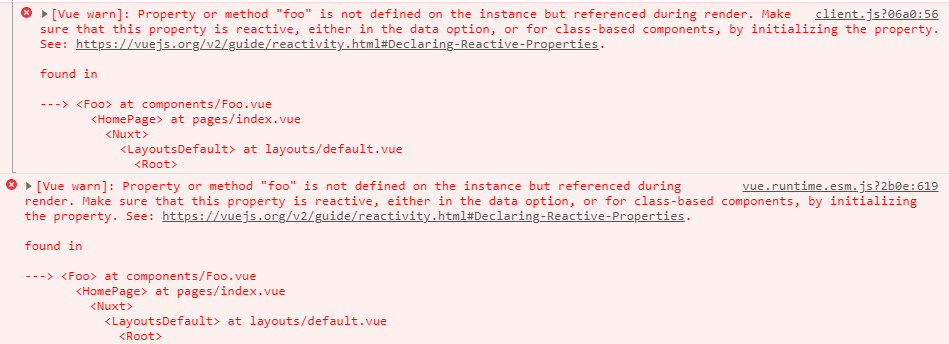 [Vue warn]: Property or method "foo" is not defined on the instance but referenced during render. Make client.js?06a0:56
sure that this property is reactive, either in the data option, or for class-based components, by initializing the property.
See: https://vuejs.org/v2/guide/reactivity.html#Declaring-Reactive-Properties.
found in
---> <Foo> at components/Foo.vue
<HomePage> at pages/index.vue
<Nuxt>
<LayoutsDefault> at layouts/default.vue
<Root>
[Vue warn]: Property or method "foo" is not defined on the instance but referenced during vue.runtime.esm.js?2b0e:619
render. Make sure that this property is reactive, either in the data option, or for class-based components, by initializing
the property. See: https://vuejs.org/v2/guide/reactivity.html#Declaring-Reactive-Properties.
found in
---> <Foo> at components/Foo.vue
<HomePage> at pages/index.vue
<Nuxt>
<LayoutsDefault> at layouts/default.vue
<Root>